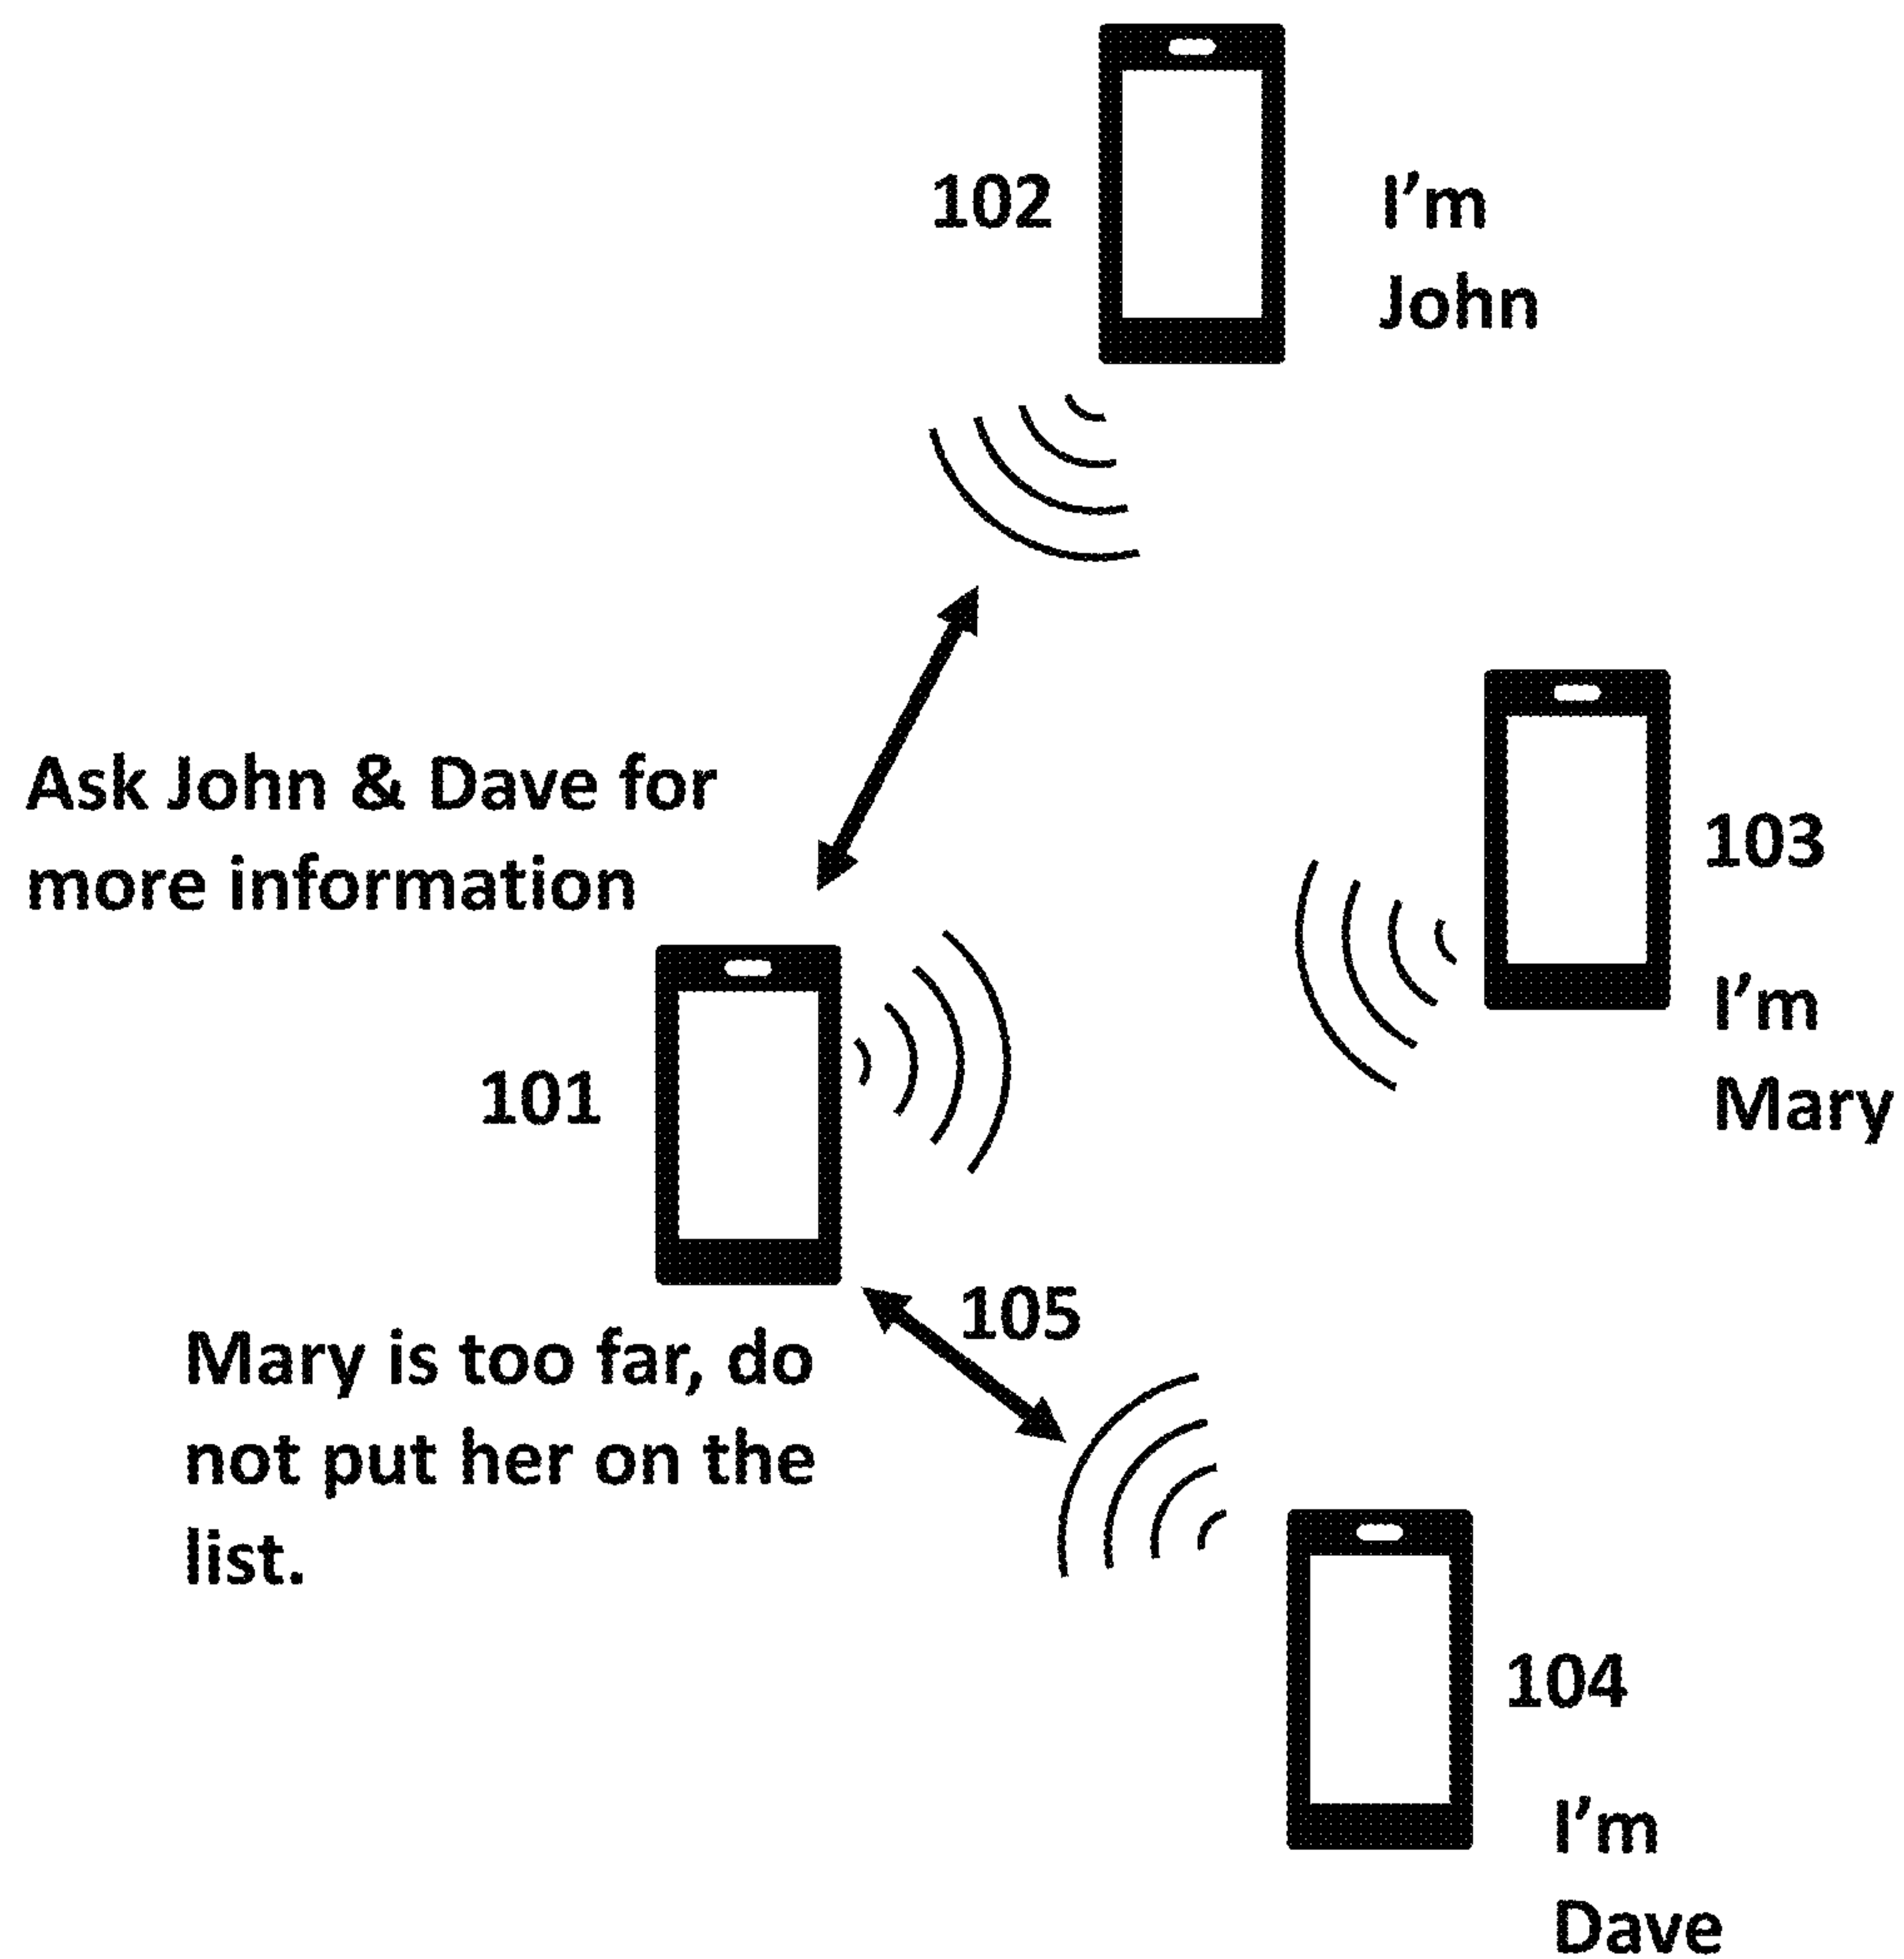 102
I'm
John
Ask John & Dave for
more information
103
I'm
Mary
101
105
Mary is too far, do
not put her on the
list.
104
I'm
Dave